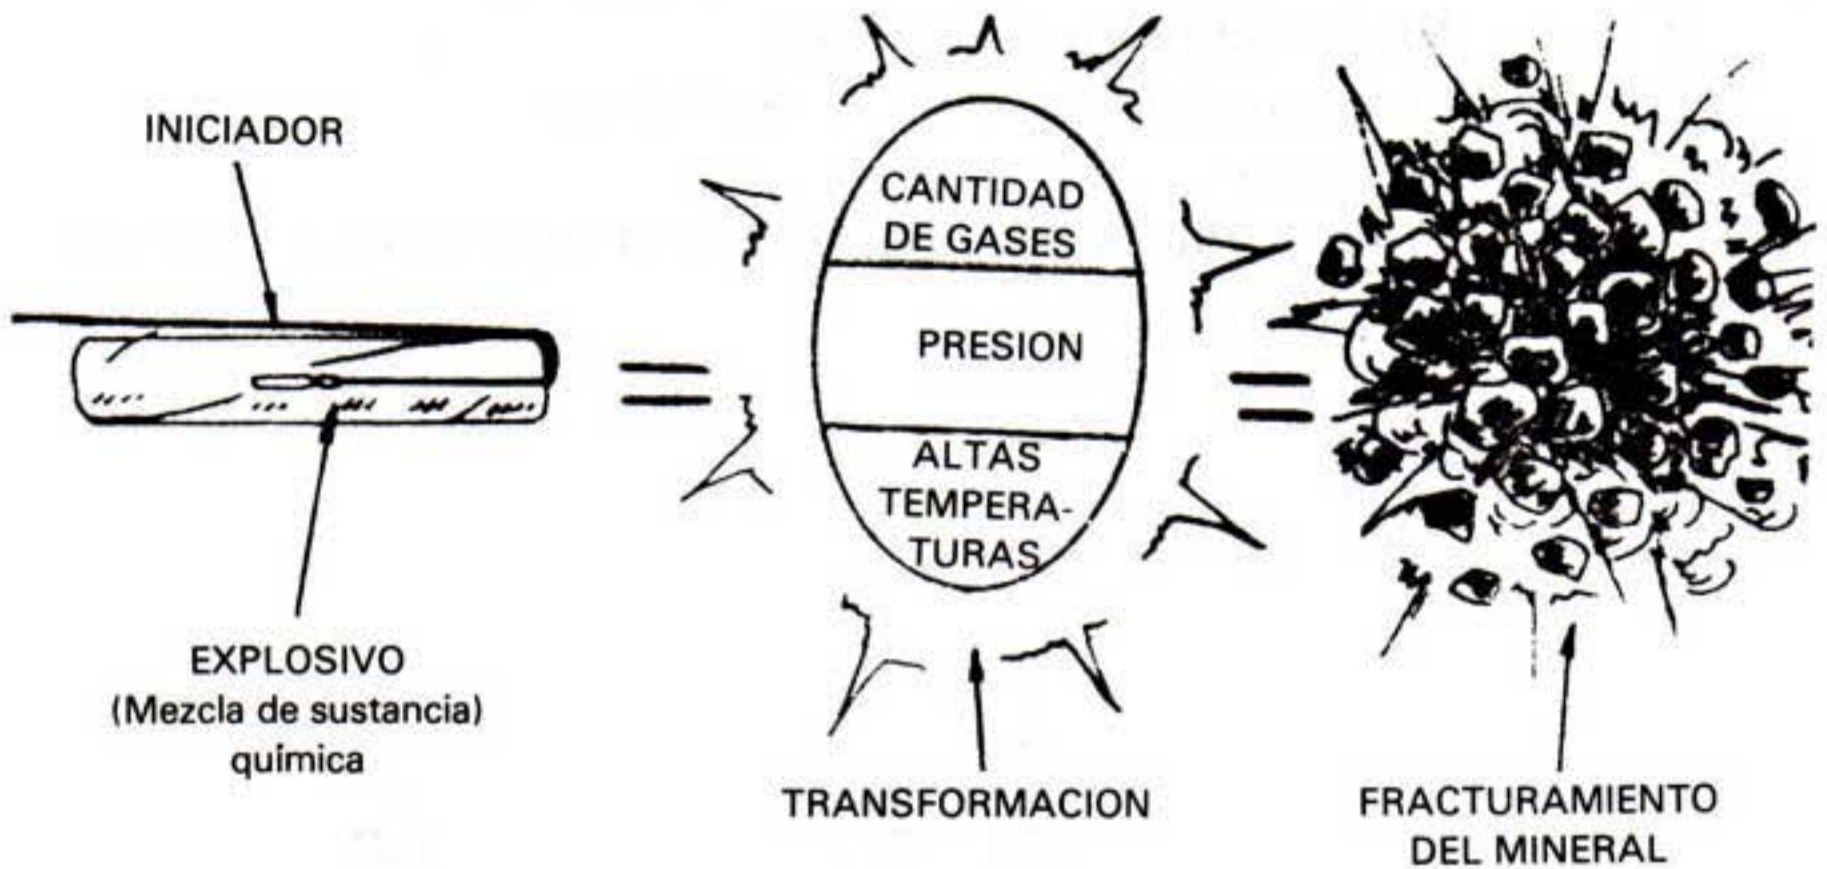 INICIADOR
EXPLOSIVO
(Mezcla de sustancia)
química
CANTIDAD
DE GASES
PRESION
ALTAS
TEMPERA-
TURAS
TRANSFORMACION
FRACTURAMIENTO
DEL MINERAL